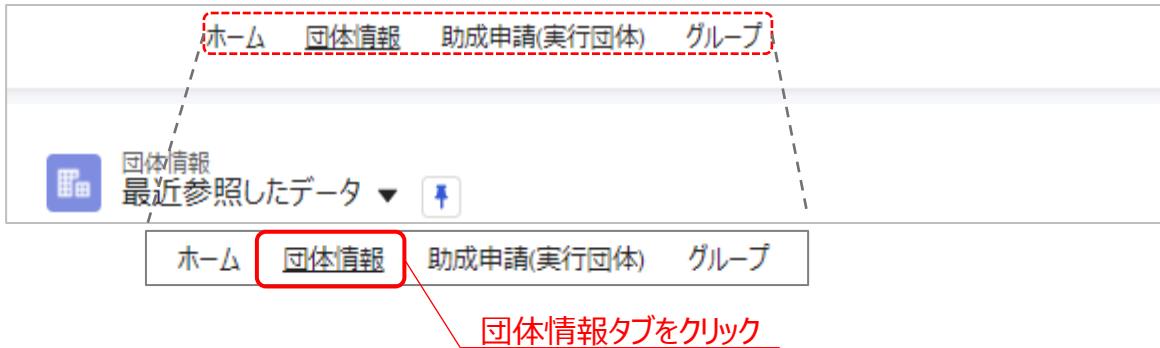 ホーム 団体情報 助成申請(実行団体) グループ
団体情報
最近参照したデータ
ホーム 団体情報 助成申請(実行団体) グループ
団体情報タブをクリック